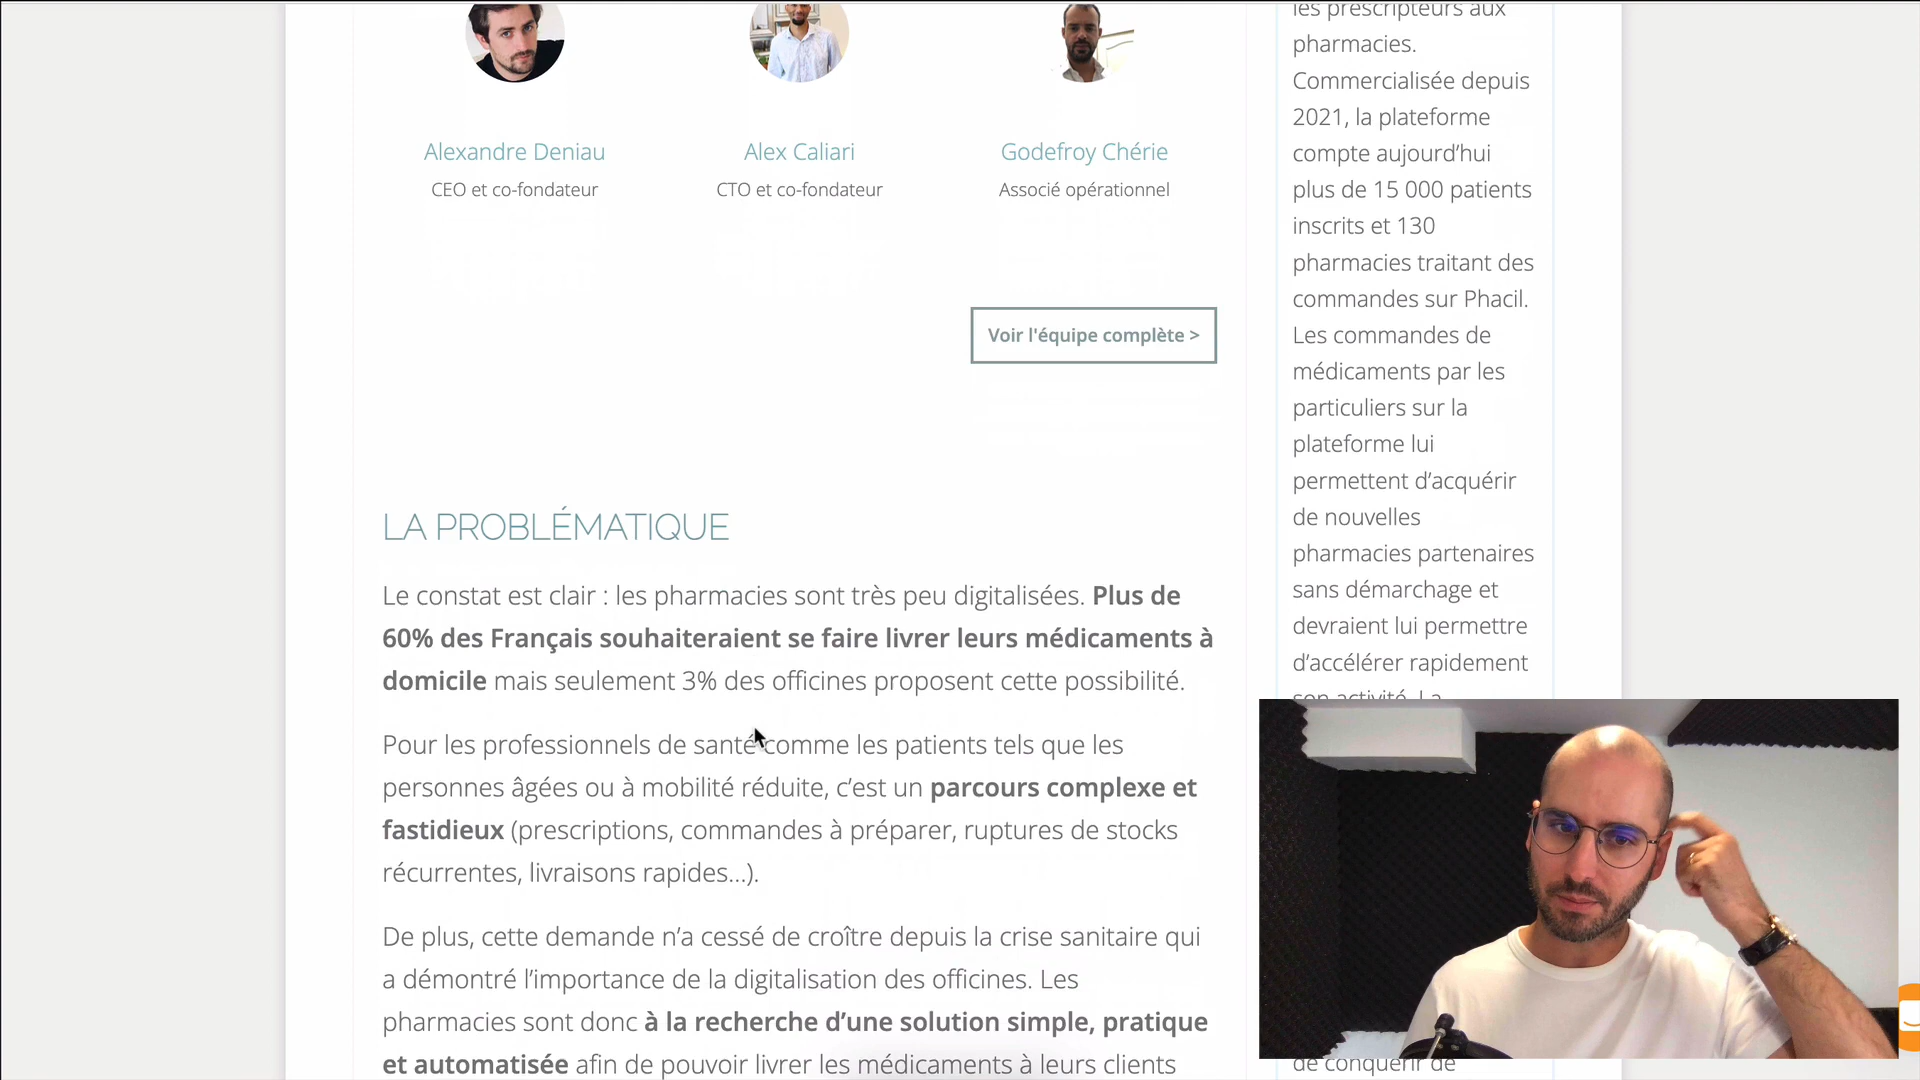 Alexandre Deniau
CEO et co-fondateur
Alex Caliari
CTO et co-fondateur
Godefroy Chérie
Associé opérationnel
Voir l'équipe complète >
LA PROBLÉMATIQUE
Le constat est clair : les pharmacies sont très peu digitalisées. Plus de
60% des Français souhaiteraient se faire livrer leurs médicaments à
domicile mais seulement 3% des officines proposent cette possibilité.
Pour les professionnels de santé comme les patients tels que les
personnes âgées ou à mobilité réduite, c’est un parcours complexe et
fastidieux (prescriptions, commandes à préparer, ruptures de stocks
récurrentes, livraisons rapides…).
De plus, cette demande n’a cessé de croître depuis la crise sanitaire qui
a démontré l’importance de la digitalisation des officines. Les
pharmacies sont donc à la recherche d’une solution simple, pratique
et automatisée afin de pouvoir livrer les médicaments à leurs clients
les prescripteurs aux
pharmacies.
Commercialisée depuis
2021, la plateforme
compte aujourd’hui
plus de 15 000 patients
inscrits et 130
pharmacies traitant des
commandes sur Phacil.
Les commandes de
médicaments par les
particuliers sur la
plateforme lui
permettent d’acquérir
de nouvelles
pharmacies partenaires
sans démarchage et
devraient lui permettre
d’accélérer rapidement
son activité. La
de conquérir de